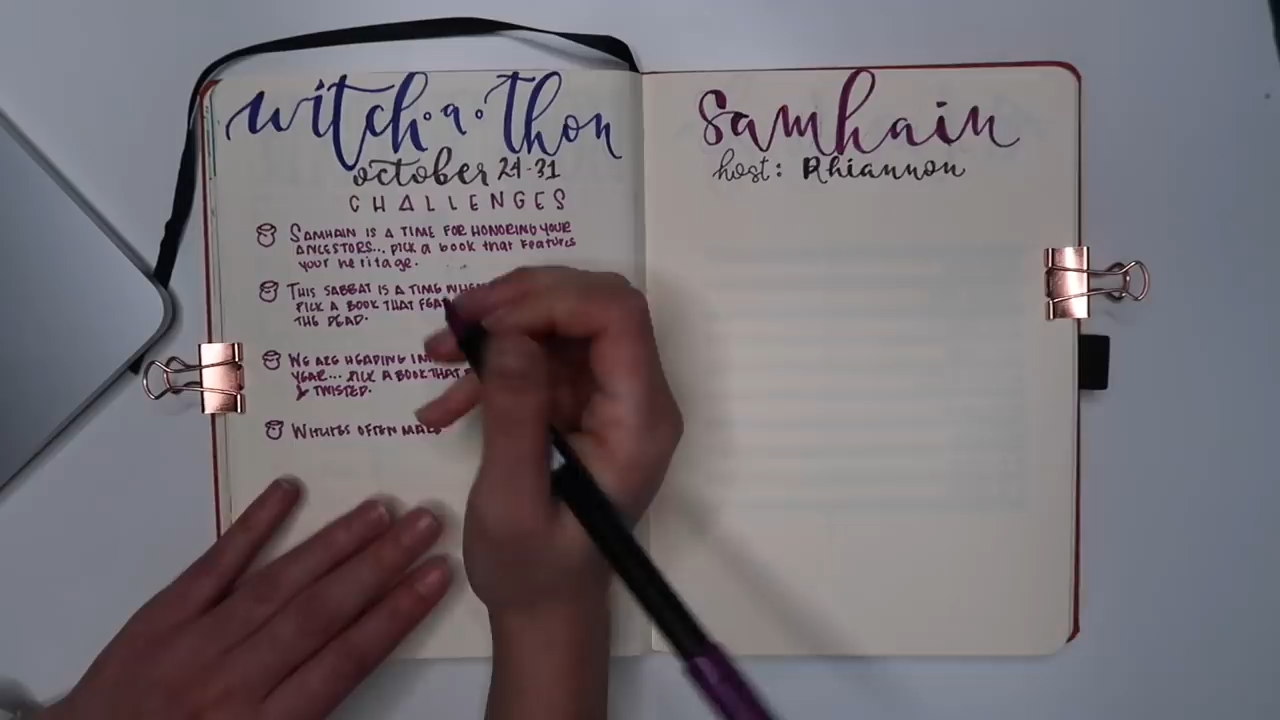 witch·a·thon
october 24-31
CHALLENGES
SAMHAIN IS A TIME FOR HONORING YOUR
ANCESTORS... PICK a book that features
your heritage.
THIS SABBAT IS A TIME WHEN
PICK A BOOK THAT
THE DEAD.
WE ARE HEADING
YEAR... PICK A BOOK THAT
& TWISTED.
WITCHES OFTEN MAKE
Samhain
host: Rhiannon